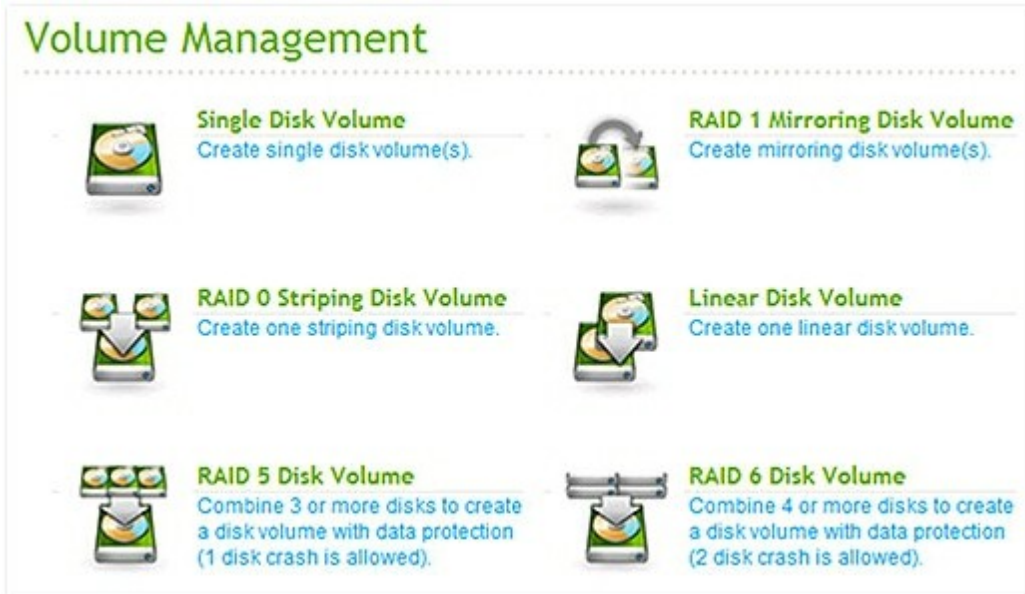 Volume Management
Single Disk Volume
Create single disk volume(s).
RAID 1 Mirroring Disk Volume
Create mirroring disk volume(s).
RAID 0 Striping Disk Volume
Create one striping disk volume.
Linear Disk Volume
Create one linear disk volume.
RAID 5 Disk Volume
Combine 3 or more disks to create
a disk volume with data protection
(1 disk crash is allowed).
RAID 6 Disk Volume
Combine 4 or more disks to create
a disk volume with data protection
(2 disk crash is allowed).